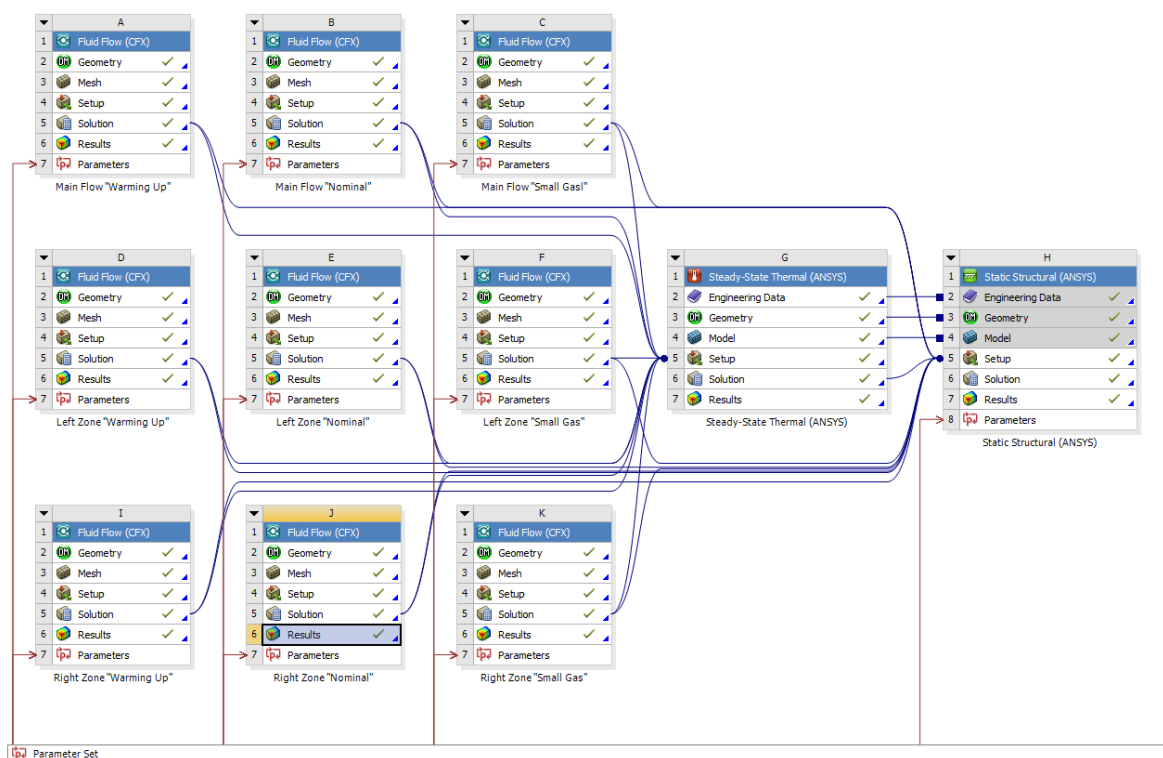 A
1 Fluid Flow (CFX)
2 Geometry
3 Mesh
4 Setup
5 Solution
6 Results
7 Parameters
Main Flow "Warming Up"
B
1 Fluid Flow (CFX)
2 Geometry
3 Mesh
4 Setup
5 Solution
6 Results
7 Parameters
Main Flow "Nominal"
C
1 Fluid Flow (CFX)
2 Geometry
3 Mesh
4 Setup
5 Solution
6 Results
7 Parameters
Main Flow "Small Gasl"
D
1 Fluid Flow (CFX)
2 Geometry
3 Mesh
4 Setup
5 Solution
6 Results
7 Parameters
Left Zone "Warming Up"
E
1 Fluid Flow (CFX)
2 Geometry
3 Mesh
4 Setup
5 Solution
6 Results
7 Parameters
Left Zone "Nominal"
F
1 Fluid Flow (CFX)
2 Geometry
3 Mesh
4 Setup
5 Solution
6 Results
7 Parameters
Left Zone "Small Gas"
G
1 Steady-State Thermal (ANSYS)
2 Engineering Data
3 Geometry
4 Model
5 Setup
6 Solution
7 Results
Steady-State Thermal (ANSYS)
H
1 Static Structural (ANSYS)
2 Engineering Data
3 Geometry
4 Model
5 Setup
6 Solution
7 Results
8 Parameters
Static Structural (ANSYS)
I
1 Fluid Flow (CFX)
2 Geometry
3 Mesh
4 Setup
5 Solution
6 Results
7 Parameters
Right Zone "Warming Up"
J
1 Fluid Flow (CFX)
2 Geometry
3 Mesh
4 Setup
5 Solution
6 Results
7 Parameters
Right Zone "Nominal"
K
1 Fluid Flow (CFX)
2 Geometry
3 Mesh
4 Setup
5 Solution
6 Results
7 Parameters
Right Zone "Small Gas"
Parameter Set